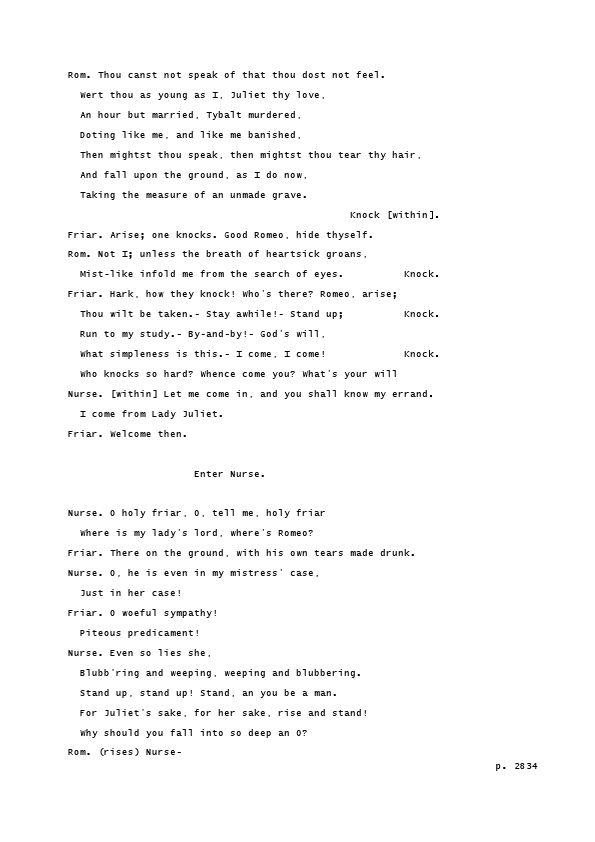 Rom. Thou canst not speak of that thou dost not feel.
Wert thou as young as I, Juliet thy love,
An hour but married, Tybalt murdered,
Doting like me, and like me banished,
Then mightst thou speak, then mightst thou tear thy hair,
And fall upon the ground, as I do now,
Taking the measure of an unmade grave.
Knock [within].
Friar. Arise; one knocks. Good Romeo, hide thyself.
Rom. Not I; unless the breath of heartsick groans,
Mist-like infold me from the search of eyes. Knock.
Friar. Hark, how they knock! Who's there? Romeo, arise;
Thou wilt be taken.- Stay awhile!- Stand up; Knock.
Run to my study.- By-and-by!- God's will,
What simpleness is this.- I come, I come! Knock.
Who knocks so hard? Whence come you? What's your will
Nurse. [within] Let me come in, and you shall know my errand.
I come from Lady Juliet.
Friar. Welcome then.
Enter Nurse.
Nurse. O holy friar, O, tell me, holy friar
Where is my lady's lord, where's Romeo?
Friar. There on the ground, with his own tears made drunk.
Nurse. O, he is even in my mistress' case,
Just in her case!
Friar. O woeful sympathy!
Piteous predicament!
Nurse. Even so lies she,
Blubb'ring and weeping, weeping and blubbering.
Stand up, stand up! Stand, an you be a man.
For Juliet's sake, for her sake, rise and stand!
Why should you fall into so deep an O?
Rom. (rises) Nurse-
p. 2834